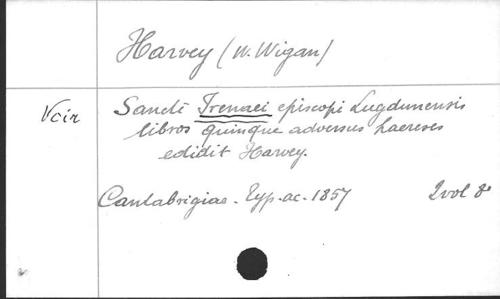 Harvey (W. Wigan)
Voir Sancti Irenaei episcopi Lugdunensis
libros quinque adversus haereses
edidit Harvey.
Cantabrigiae. Typ. ac. 1857 2 vol 8°